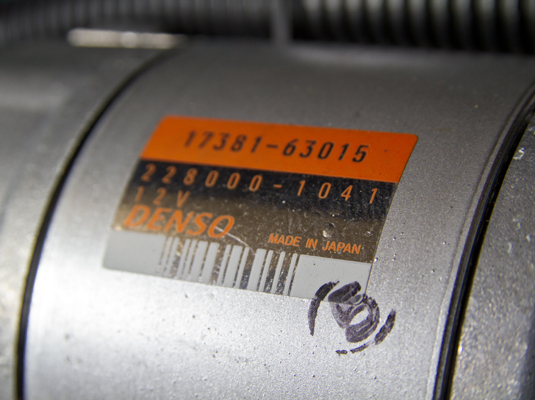 17381-63015
228000-1041
12V
DENSO
MADE IN JAPAN